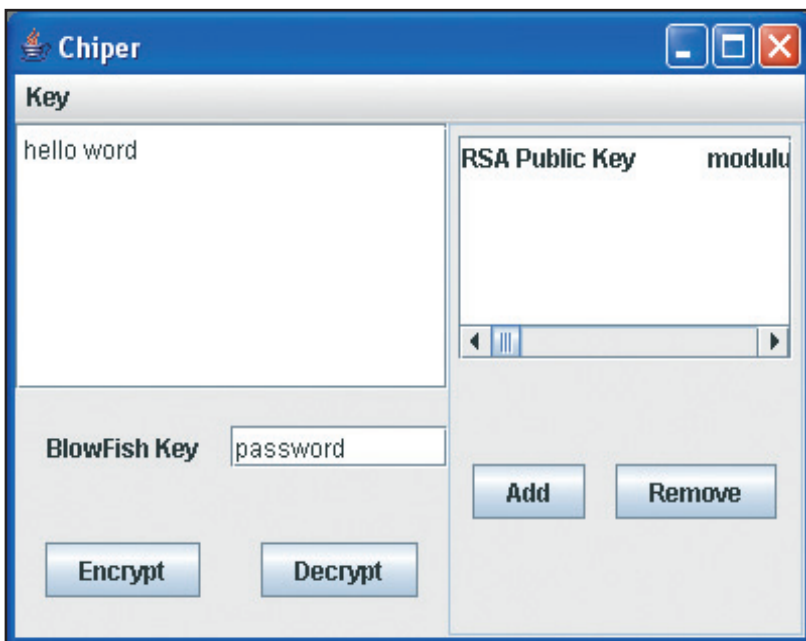 Chiper
Key
hello word
RSA Public Key modulu
BlowFish Key password
Add Remove
Encrypt Decrypt